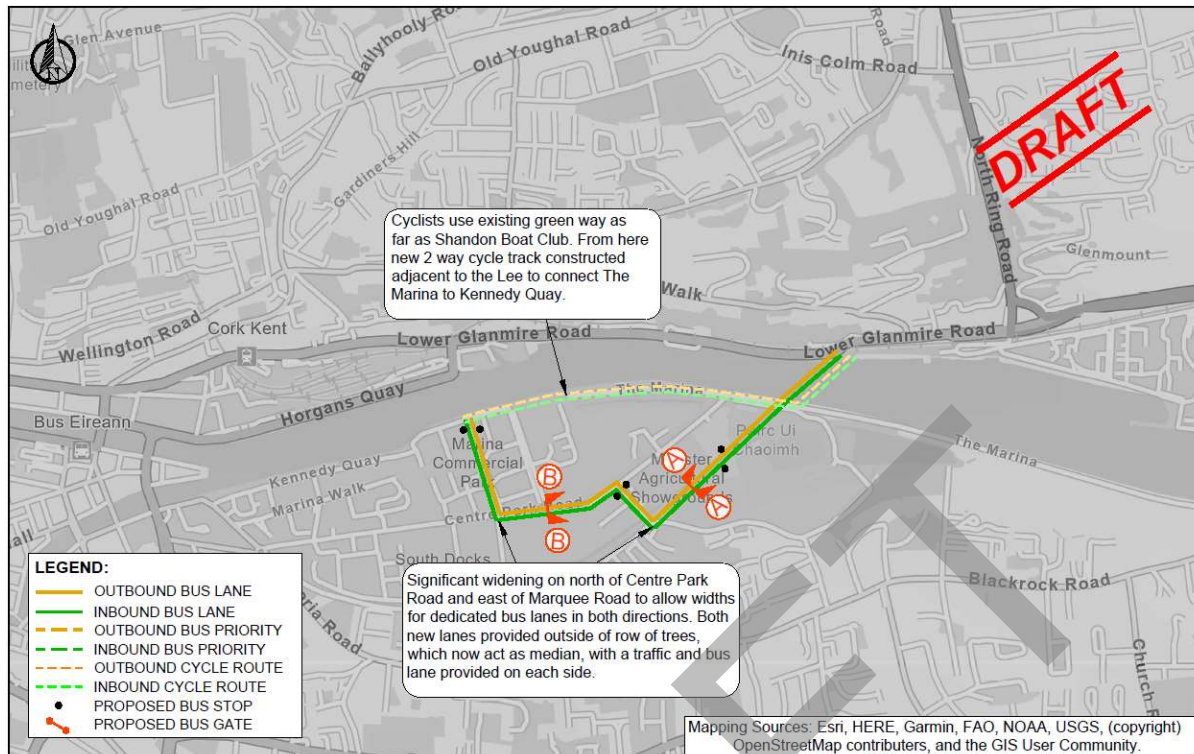 Glen Avenue
Ballyhooly
Old Youghal Road
Inis Colm Road
DRAFT
North Ring Road
Gardiners Hill
Old Youghal Road
Glenmount
Cyclists use existing green way as
far as Shandon Boat Club. From here
new 2 way cycle track constructed
adjacent to the Lee to connect The
Marina to Kennedy Quay.
Walk
Cork Kent
Wellington Road
Lower Glanmire Road
Lower Glanmire Road
Horgans Quay
The Marina
Bus Eireann
The Marina
Marina
Commercial
Park
Kennedy Quay
Marina Walk
Agricultural
A
A
B
B
Centre Park Road
South Docks
Blackrock Road
Church
LEGEND:
OUTBOUND BUS LANE
INBOUND BUS LANE
OUTBOUND BUS PRIORITY
INBOUND BUS PRIORITY
OUTBOUND CYCLE ROUTE
INBOUND CYCLE ROUTE
PROPOSED BUS STOP
PROPOSED BUS GATE
Significant widening on north of Centre Park
Road and east of Marquee Road to allow widths
for dedicated bus lanes in both directions. Both
new lanes provided outside of row of trees,
which now act as median, with a traffic and bus
lane provided on each side.
Mapping Sources: Esri, HERE, Garmin, FAO, NOAA, USGS, (copyright)
OpenStreetMap contributers, and the GIS User Community.
N